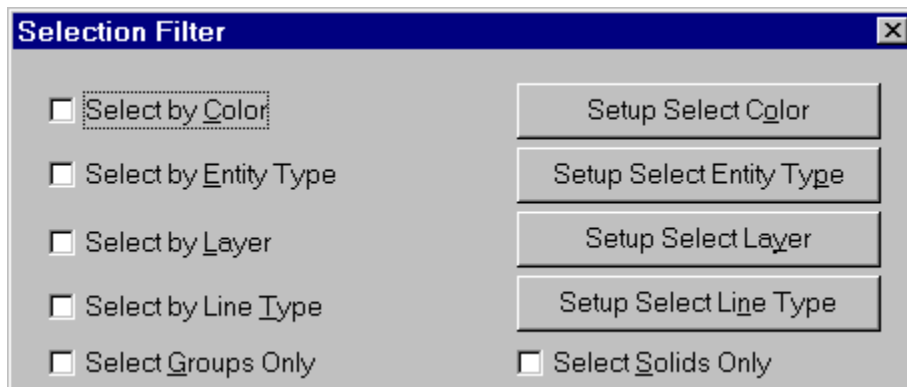 Selection Filter
Select by Color Setup Select Color
Select by Entity Type Setup Select Entity Type
Select by Layer Setup Select Layer
Select by Line Type Setup Select Line Type
Select Groups Only Select Solids Only